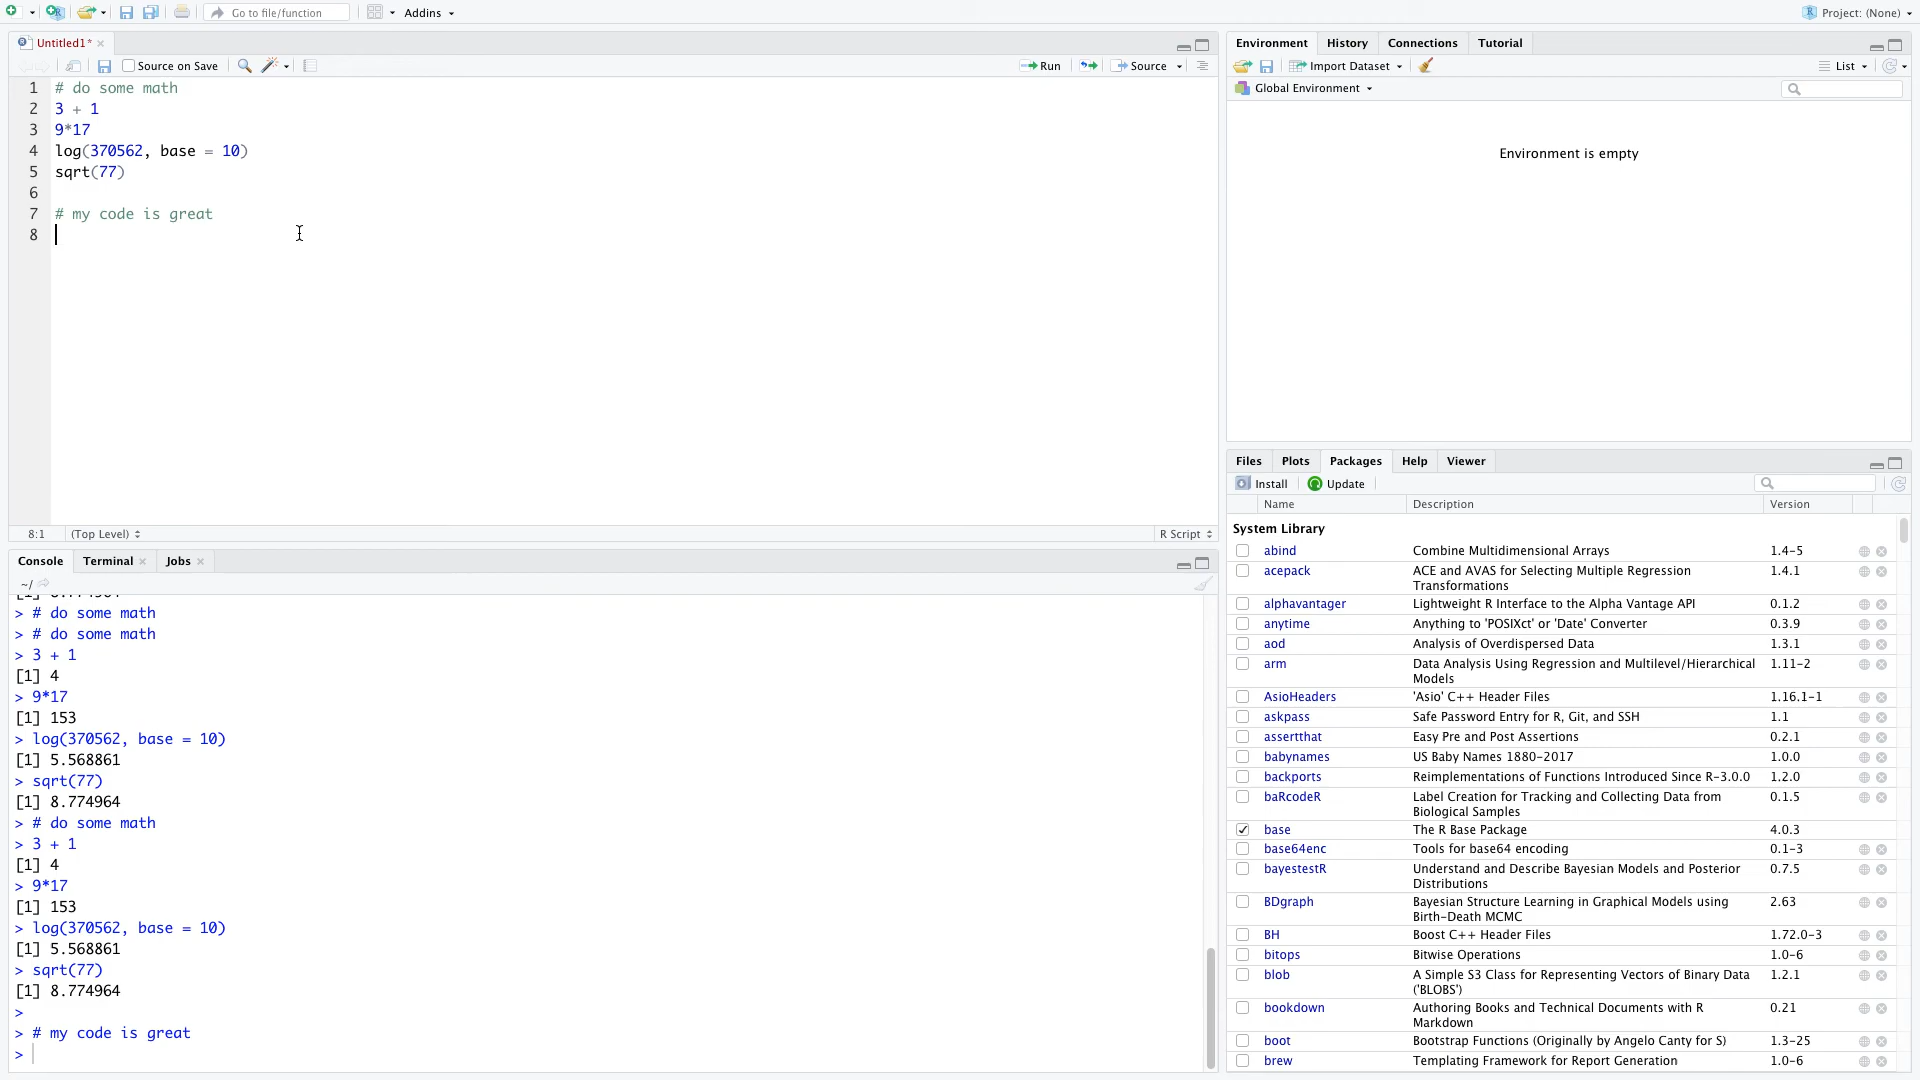 Go to file/function
Addins
Project: (None)
Untitled1*
Source on Save
Run
Source
1 # do some math
2 3 + 1
3 9*17
4 log(370562, base = 10)
5 sqrt(77)
6
7 # my code is great
8
8:1 (Top Level)
R Script
Console
Terminal
Jobs
~/
> # do some math
> # do some math
> 3 + 1
[1] 4
> 9*17
[1] 153
> log(370562, base = 10)
[1] 5.568861
> sqrt(77)
[1] 8.774964
> # do some math
> 3 + 1
[1] 4
> 9*17
[1] 153
> log(370562, base = 10)
[1] 5.568861
> sqrt(77)
[1] 8.774964
>
> # my code is great
>
Environment
History
Connections
Tutorial
Import Dataset
List
Global Environment
Environment is empty
Files
Plots
Packages
Help
Viewer
Install
Update
Name Description Version
System Library
abind Combine Multidimensional Arrays 1.4-5
acepack ACE and AVAS for Selecting Multiple Regression 1.4.1
Transformations
alphavantager Lightweight R Interface to the Alpha Vantage API 0.1.2
anytime Anything to 'POSIXct' or 'Date' Converter 0.3.9
aod Analysis of Overdispersed Data 1.3.1
arm Data Analysis Using Regression and Multilevel/Hierarchical 1.11-2
Models
AsioHeaders 'Asio' C++ Header Files 1.16.1-1
askpass Safe Password Entry for R, Git, and SSH 1.1
assertthat Easy Pre and Post Assertions 0.2.1
babynames US Baby Names 1880-2017 1.0.0
backports Reimplementations of Functions Introduced Since R-3.0.0 1.2.0
baRcodeR Label Creation for Tracking and Collecting Data from 0.1.5
Biological Samples
base The R Base Package 4.0.3
base64enc Tools for base64 encoding 0.1-3
bayestestR Understand and Describe Bayesian Models and Posterior 0.7.5
Distributions
BDgraph Bayesian Structure Learning in Graphical Models using 2.63
Birth-Death MCMC
BH Boost C++ Header Files 1.72.0-3
bitops Bitwise Operations 1.0-6
blob A Simple S3 Class for Representing Vectors of Binary Data 1.2.1
('BLOBS')
bookdown Authoring Books and Technical Documents with R 0.21
Markdown
boot Bootstrap Functions (Originally by Angelo Canty for S) 1.3-25
brew Templating Framework for Report Generation 1.0-6